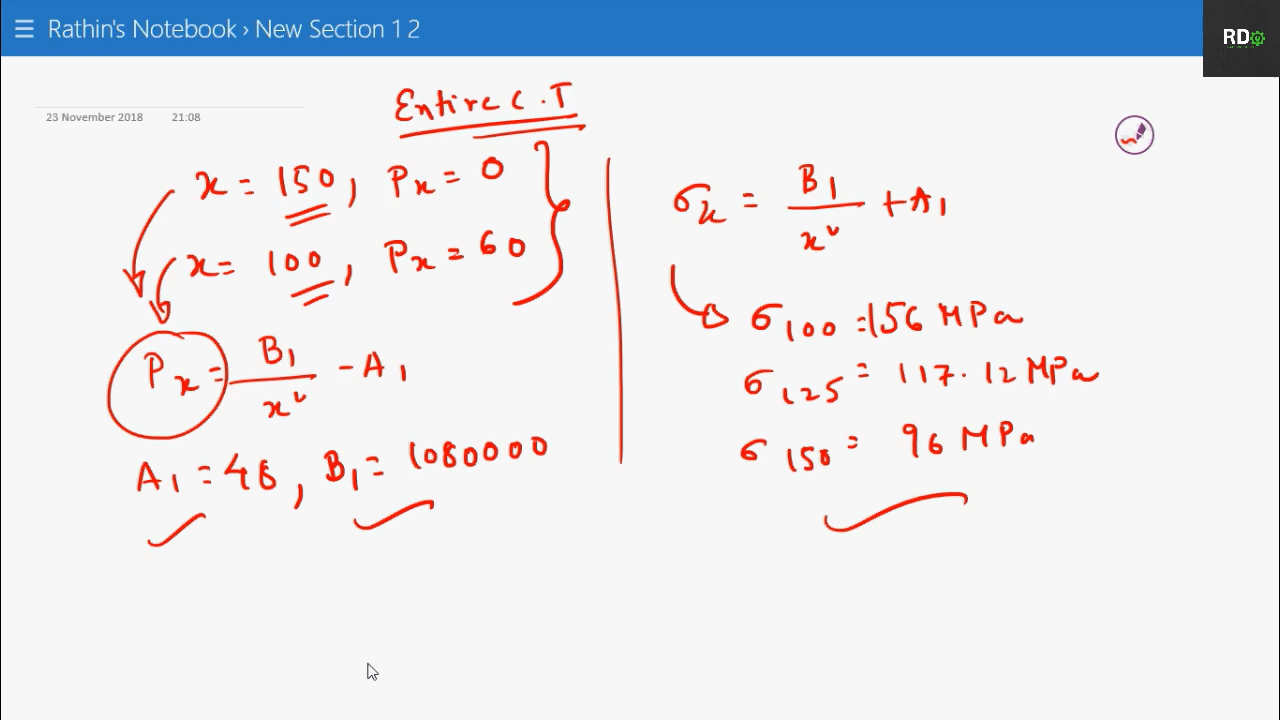 Rathin's Notebook › New Section 1 2
RD
23 November 2018 21:08
Entire C.T
x = 150, Px = 0
x = 100, Px = 60
Px = B1/x² - A1
A1 = 48, B1 = 1080000
σx = B1/x² + A1
σ100 = 156 MPa
σ125 = 117.12 MPa
σ150 = 96 MPa